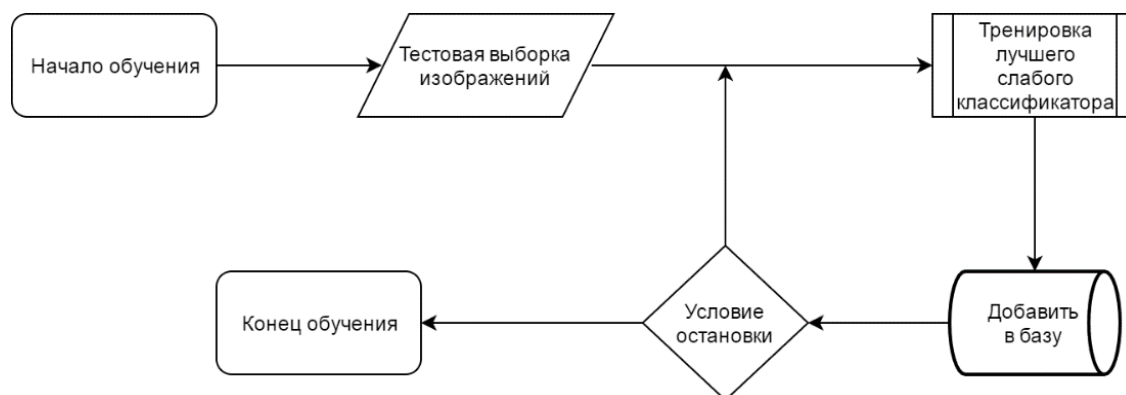 Начало обучения
Тестовая выборка
изображений
Тренировка
лучшего
слабого
классификатора
Конец обучения
Условие
остановки
Добавить
в базу